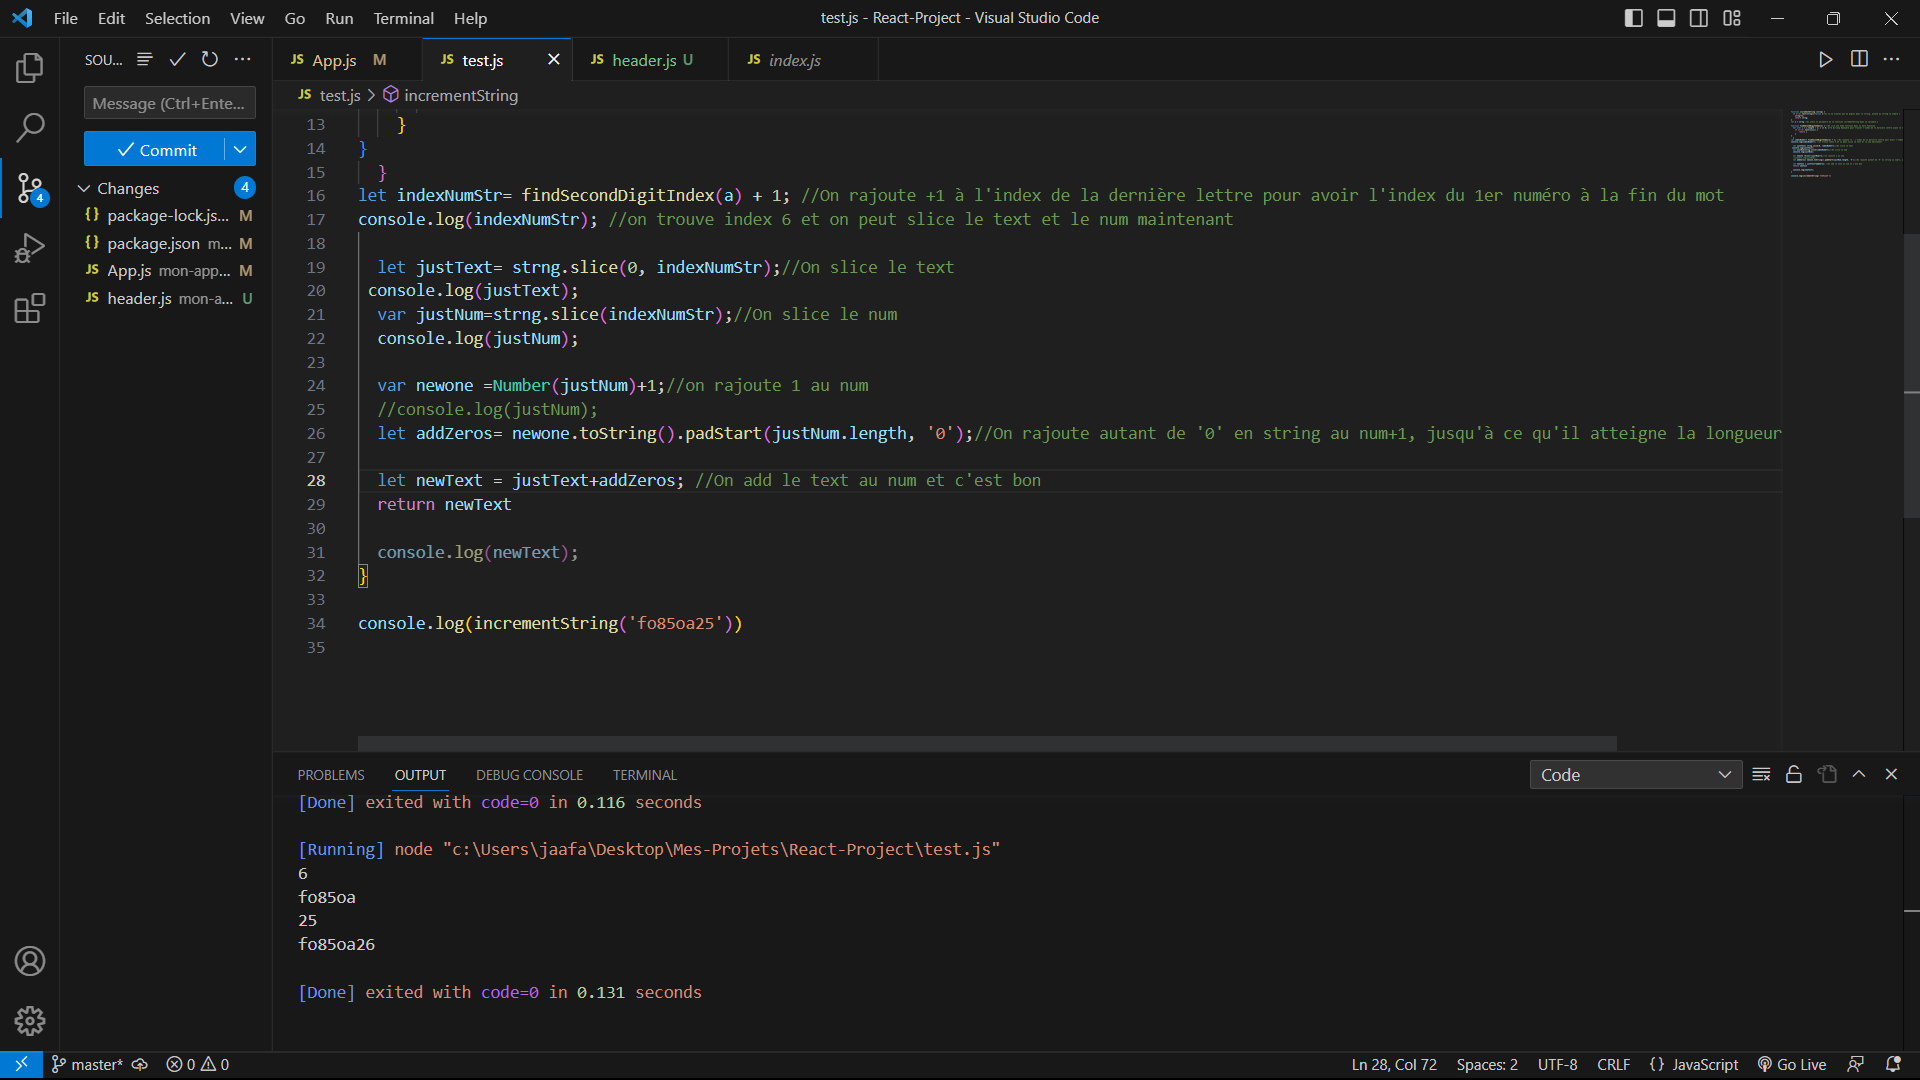 File Edit Selection View Go Run Terminal Help
test.js - React-Project - Visual Studio Code
SOU...
JS App.js M
JS test.js
JS header.js U
JS index.js
JS test.js > incrementString
Message (Ctrl+Ente...
Commit
Changes 4
4
{} package-lock.js... M
{} package.json m... M
JS App.js mon-app... M
JS header.js mon-a... U
13 }
14 }
15 }
16 let indexNumStr= findSecondDigitIndex(a) + 1; //On rajoute +1 à l'index de la dernière lettre pour avoir l'index du 1er numéro à la fin du mot
17 console.log(indexNumStr); //on trouve index 6 et on peut slice le text et le num maintenant
18
19 let justText= strng.slice(0, indexNumStr);//On slice le text
20 console.log(justText);
21 var justNum=strng.slice(indexNumStr);//On slice le num
22 console.log(justNum);
23
24 var newone =Number(justNum)+1;//on rajoute 1 au num
25 //console.log(justNum);
26 let addZeros= newone.toString().padStart(justNum.length, '0');//On rajoute autant de '0' en string au num+1, jusqu'à ce qu'il atteigne la longueur
27
28 let newText = justText+addZeros; //On add le text au num et c'est bon
29 return newText
30
31 console.log(newText);
32 }
33
34 console.log(incrementString('fo85oa25'))
35
PROBLEMS OUTPUT DEBUG CONSOLE TERMINAL
Code
[Done] exited with code=0 in 0.116 seconds
[Running] node "c:\Users\jaafa\Desktop\Mes-Projets\React-Project\test.js"
6
fo85oa
25
fo85oa26
[Done] exited with code=0 in 0.131 seconds
master* 0 0
Ln 28, Col 72 Spaces: 2 UTF-8 CRLF {} JavaScript Go Live